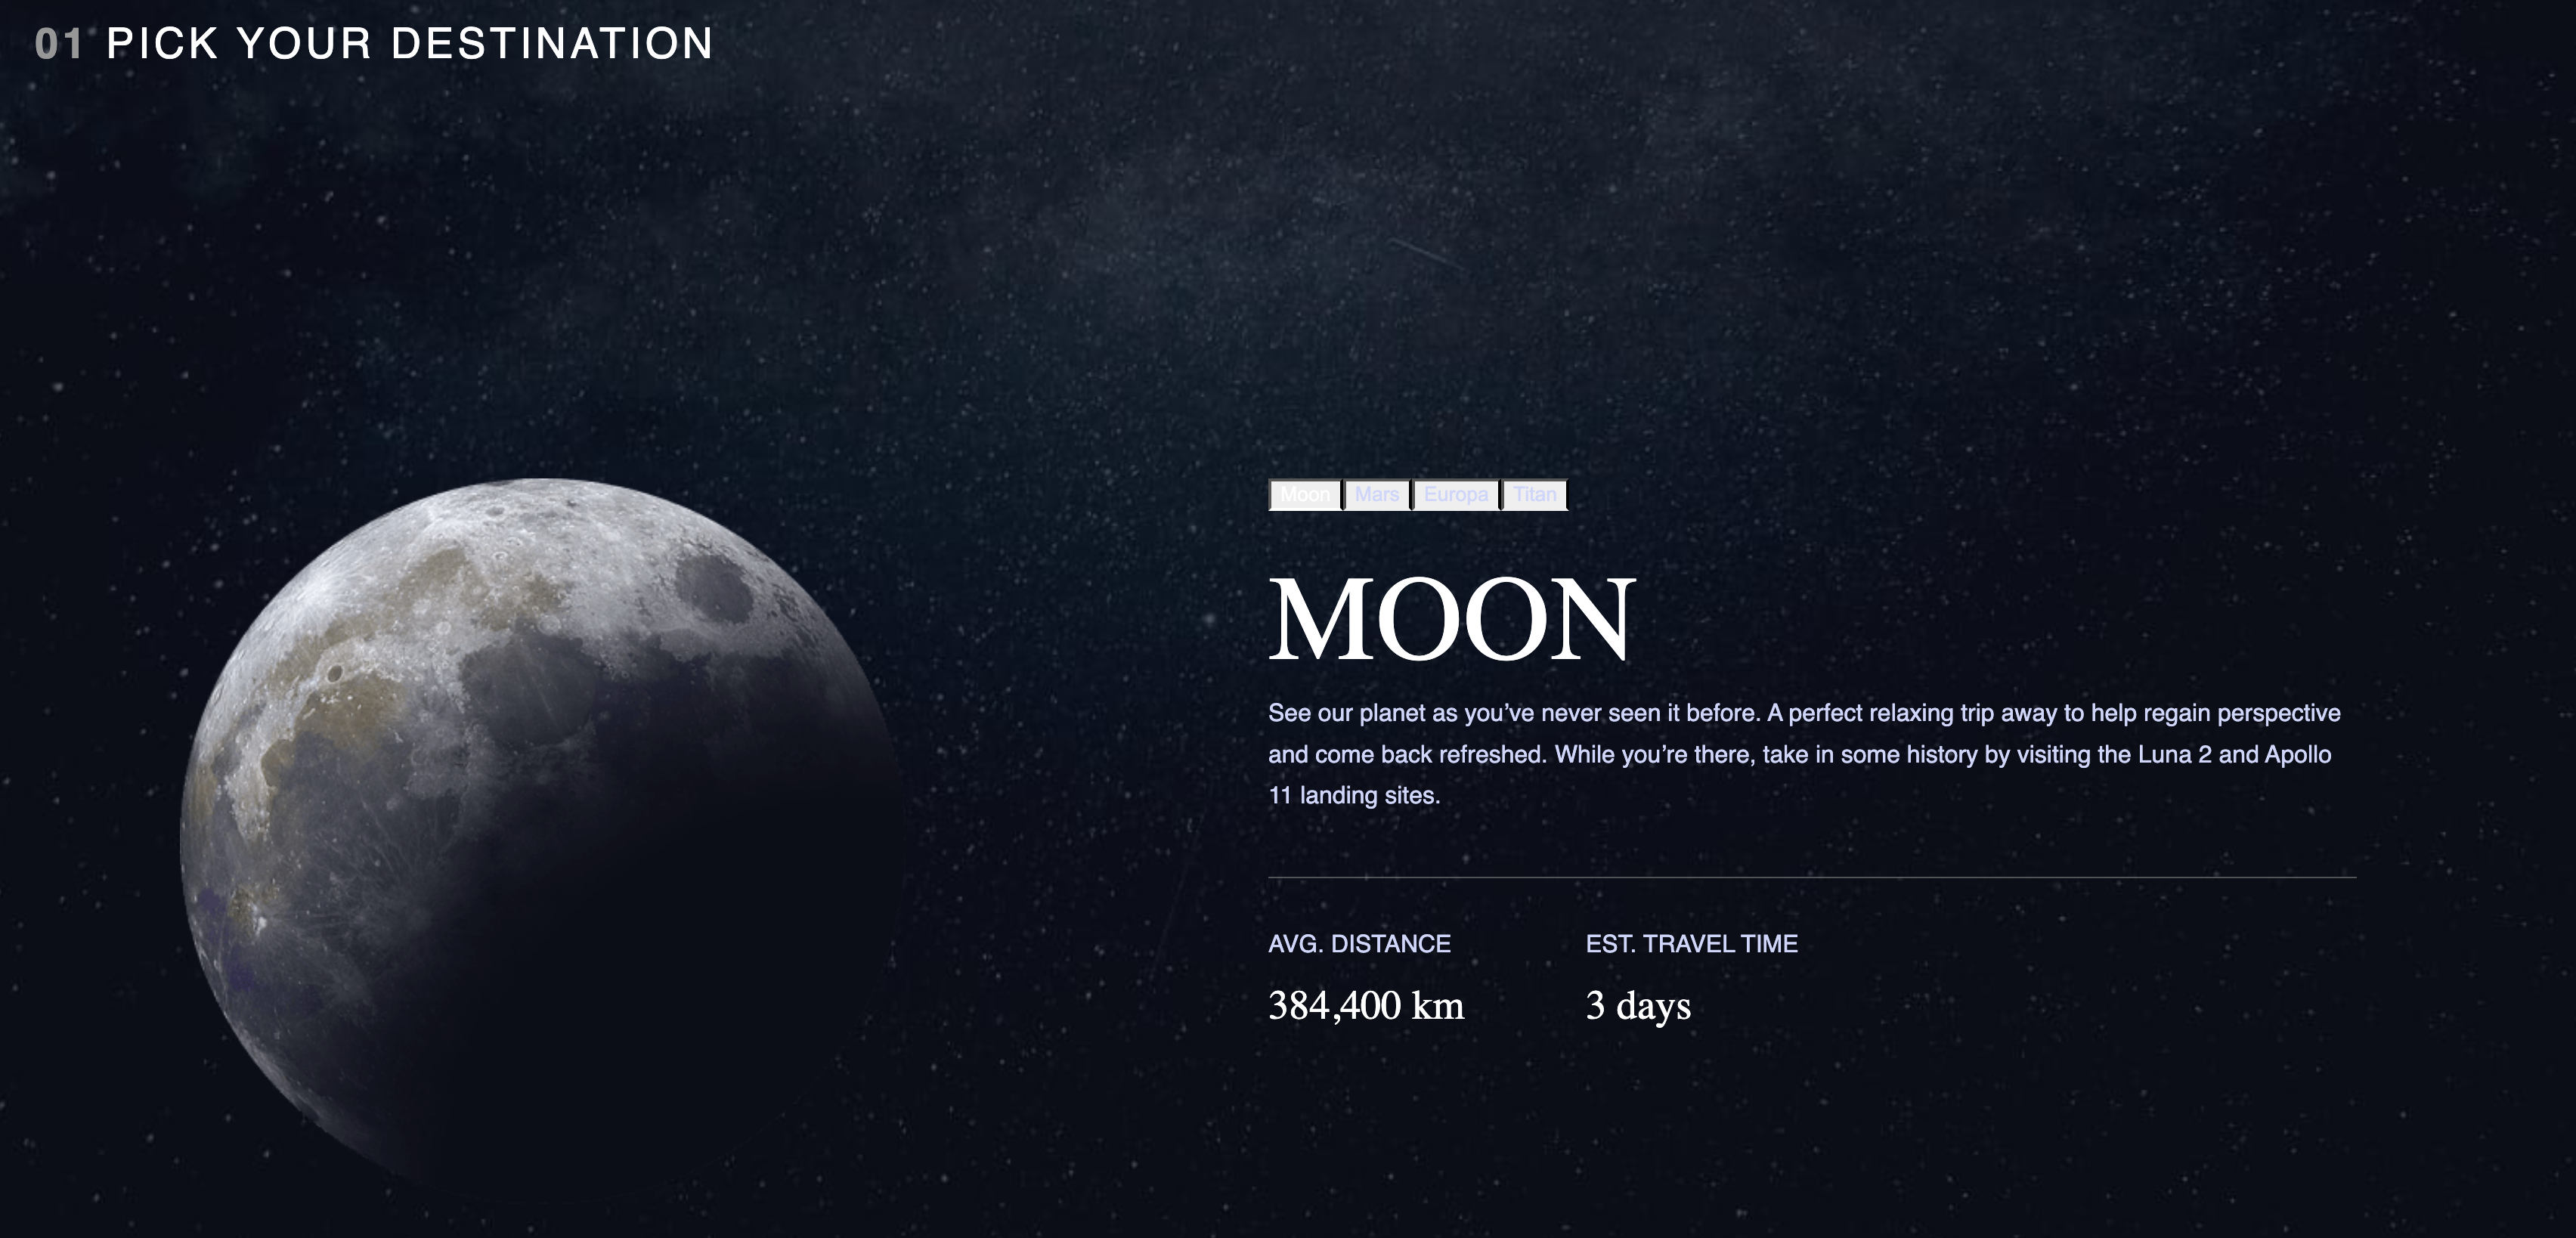 01 PICK YOUR DESTINATION
Moon Mars Europa Titan
MOON
See our planet as you’ve never seen it before. A perfect relaxing trip away to help regain perspective
and come back refreshed. While you’re there, take in some history by visiting the Luna 2 and Apollo
11 landing sites.
AVG. DISTANCE EST. TRAVEL TIME
384,400 km 3 days